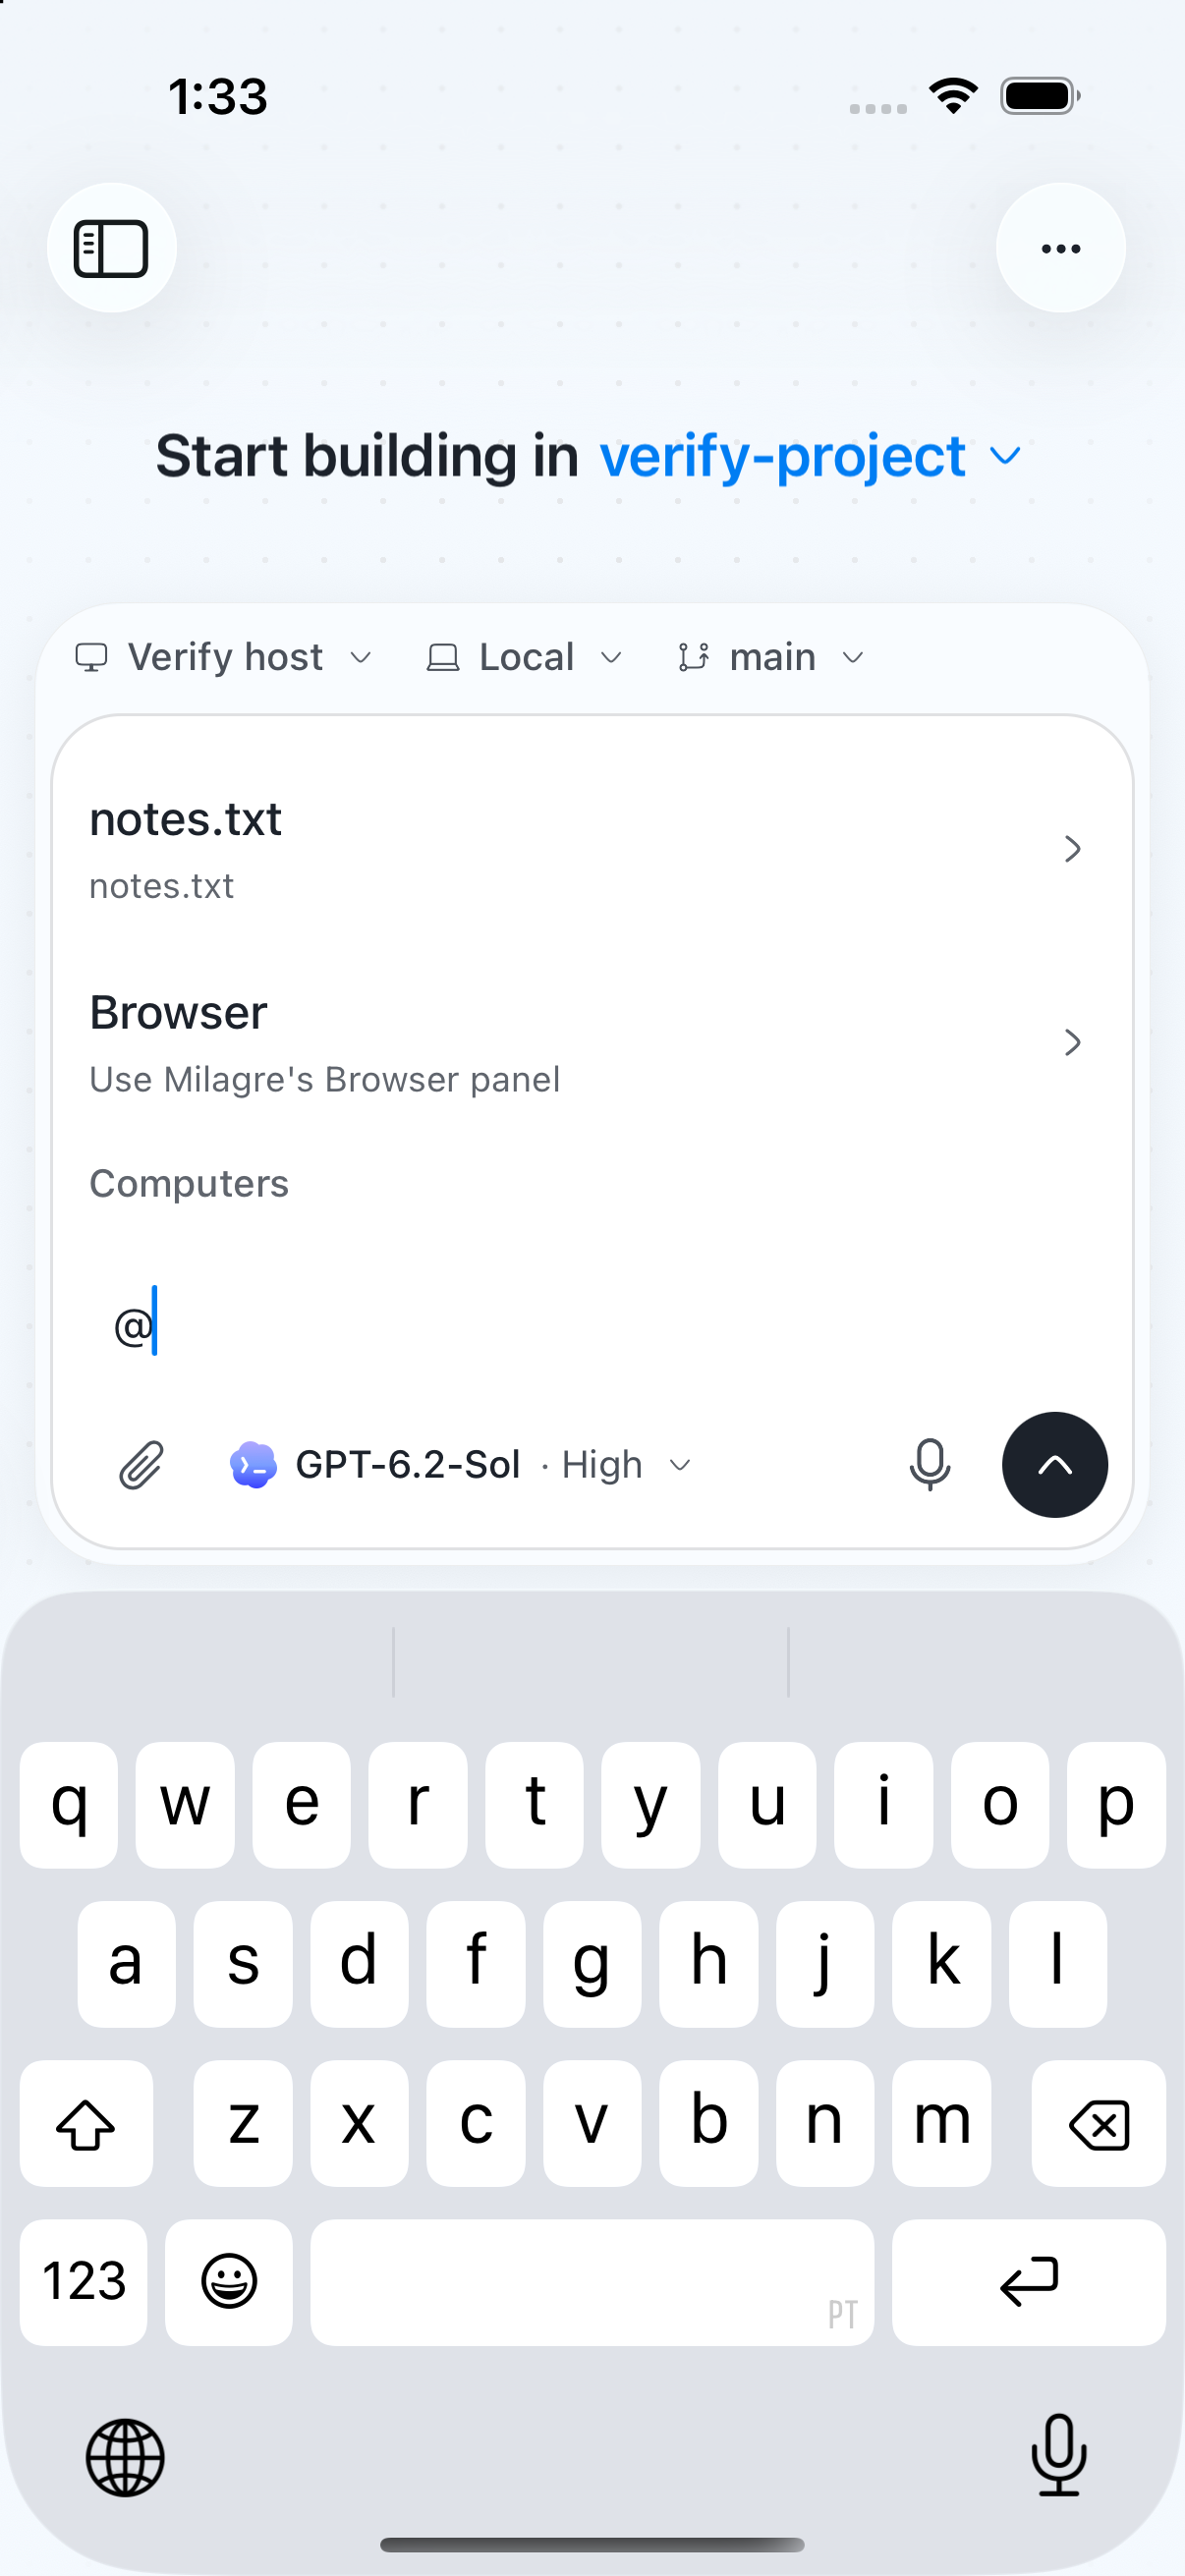 1:33
Start building in verify-project
Verify host Local main
notes.txt
notes.txt
Browser
Use Milagre's Browser panel
Computers
@
GPT-6.2-Sol · High
q w e r t y u i o p
a s d f g h j k l
z x c v b n m
123
PT